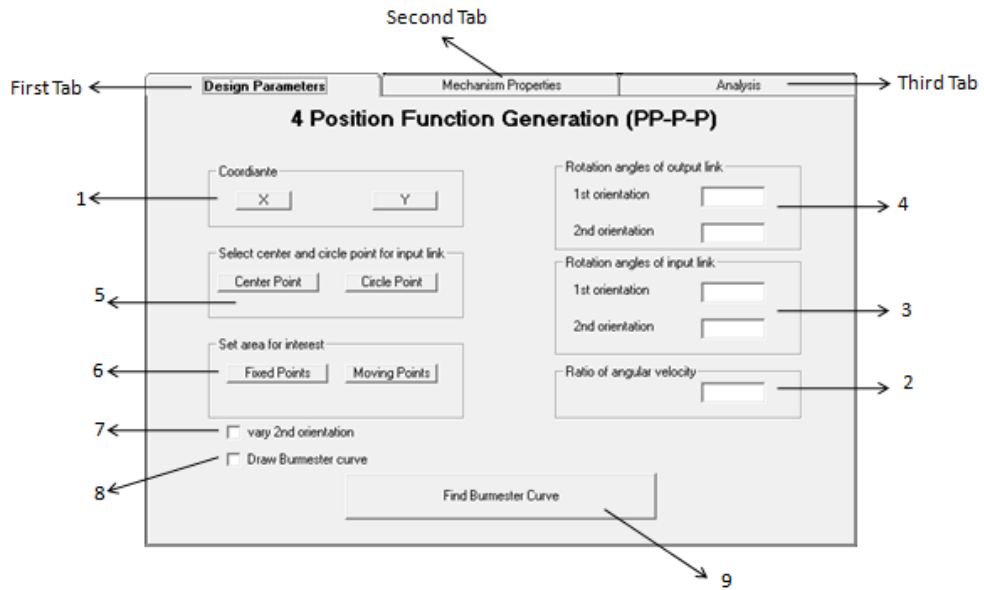 Second Tab
First Tab
Design Parameters
Mechanism Properties
Analysis
Third Tab
4 Position Function Generation (PP-P-P)
Coordiante
X
Y
1
Select center and circle point for input link
Center Point
Circle Point
5
Set area for interest
Fixed Points
Moving Points
6
vary 2nd orientation
7
Draw Burmester curve
8
Rotation angles of output link
1st orientation
2nd orientation
4
Rotation angles of input link
1st orientation
2nd orientation
3
Ratio of angular velocity
2
Find Burmester Curve
9